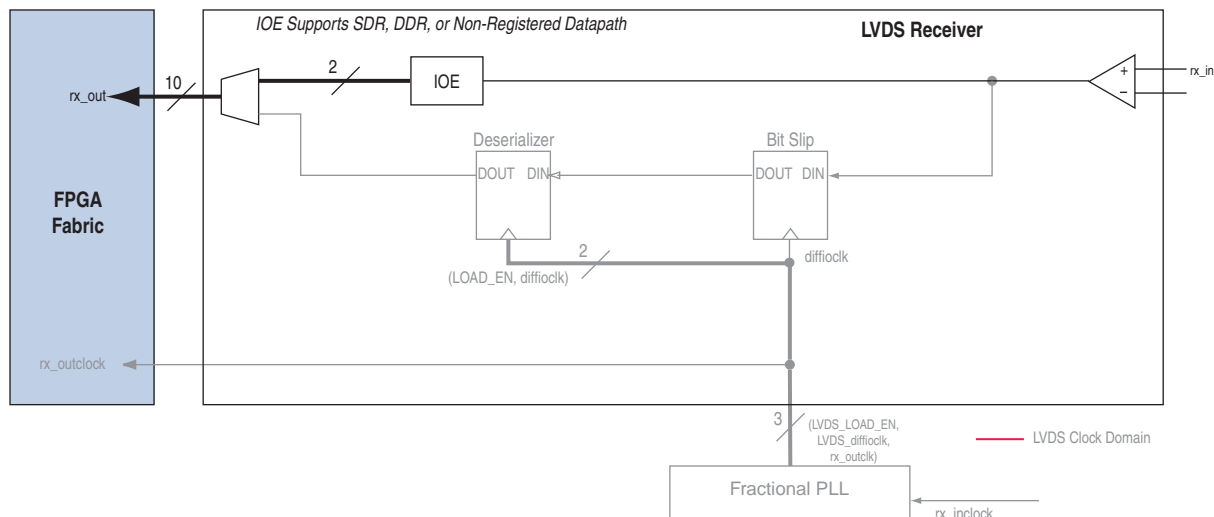 IOE Supports SDR, DDR, or Non-Registered Datapath
LVDS Receiver
2
IOE
+
−
rx_in
10
rx_out
Deserializer
Bit Slip
DOUT DIN
DOUT DIN
FPGA
Fabric
2
diffioclk
(LOAD_EN, diffioclk)
rx_outclock
3
(LVDS_LOAD_EN,
LVDS_diffioclk,
rx_outclk)
LVDS Clock Domain
Fractional PLL
rx_inclock